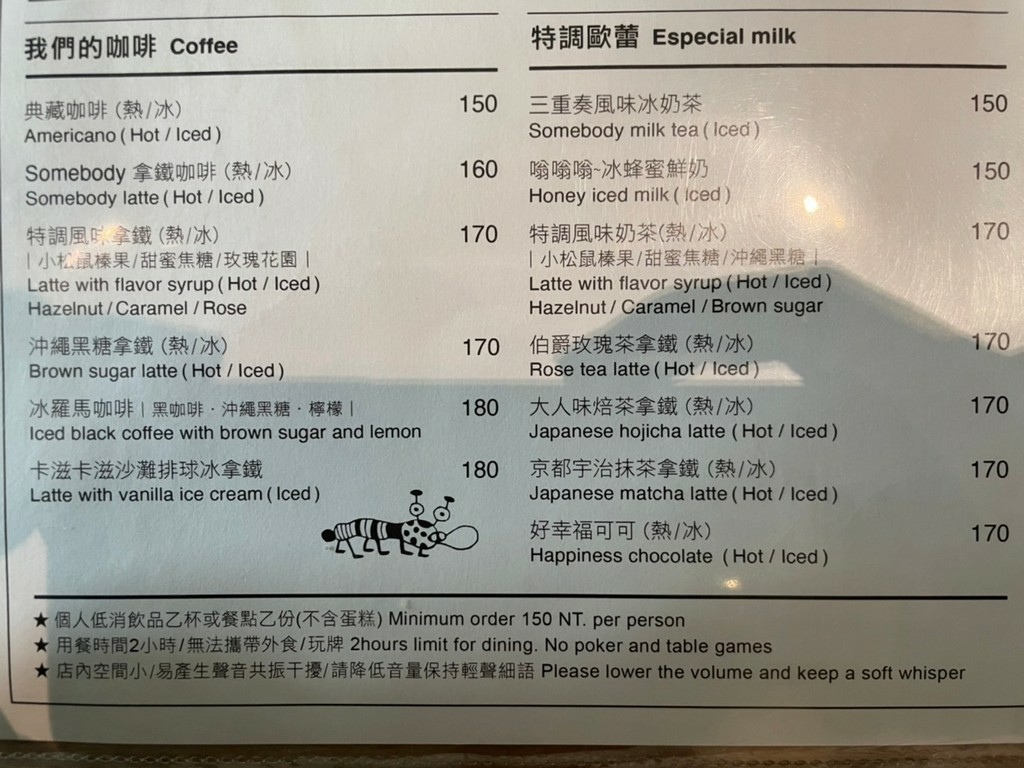 我們的咖啡 Coffee
典藏咖啡 (熱/冰) 150
Americano ( Hot / Iced )
Somebody 拿鐵咖啡 (熱/冰) 160
Somebody latte ( Hot / Iced )
特調風味拿鐵 (熱/冰) 170
| 小松鼠榛果/甜蜜焦糖/玫瑰花園 |
Latte with flavor syrup ( Hot / Iced )
Hazelnut / Caramel / Rose
沖繩黑糖拿鐵 (熱/冰) 170
Brown sugar latte ( Hot / Iced )
冰羅馬咖啡 | 黑咖啡 · 沖繩黑糖 · 檸檬 | 180
Iced black coffee with brown sugar and lemon
卡滋卡滋沙灘排球冰拿鐵 180
Latte with vanilla ice cream ( Iced )
特調歐蕾 Especial milk
三重奏風味冰奶茶 150
Somebody milk tea ( Iced )
嗡嗡嗡~冰蜂蜜鮮奶 150
Honey iced milk ( iced )
特調風味奶茶(熱/冰) 170
| 小松鼠榛果/甜蜜焦糖/沖繩黑糖 |
Latte with flavor syrup ( Hot / Iced )
Hazelnut / Caramel / Brown sugar
伯爵玫瑰茶拿鐵 (熱/冰) 170
Rose tea latte ( Hot / Iced )
大人味焙茶拿鐵 (熱/冰) 170
Japanese hojicha latte ( Hot / Iced )
京都宇治抹茶拿鐵 (熱/冰) 170
Japanese matcha latte ( Hot / Iced )
好幸福可可 (熱/冰) 170
Happiness chocolate ( Hot / Iced )
★ 個人低消飲品乙杯或餐點乙份(不含蛋糕) Minimum order 150 NT. per person
★ 用餐時間2小時/無法攜帶外食/玩牌 2hours limit for dining. No poker and table games
★ 店內空間小/易產生聲音共振干擾/請降低音量保持輕聲細語 Please lower the volume and keep a soft whisper